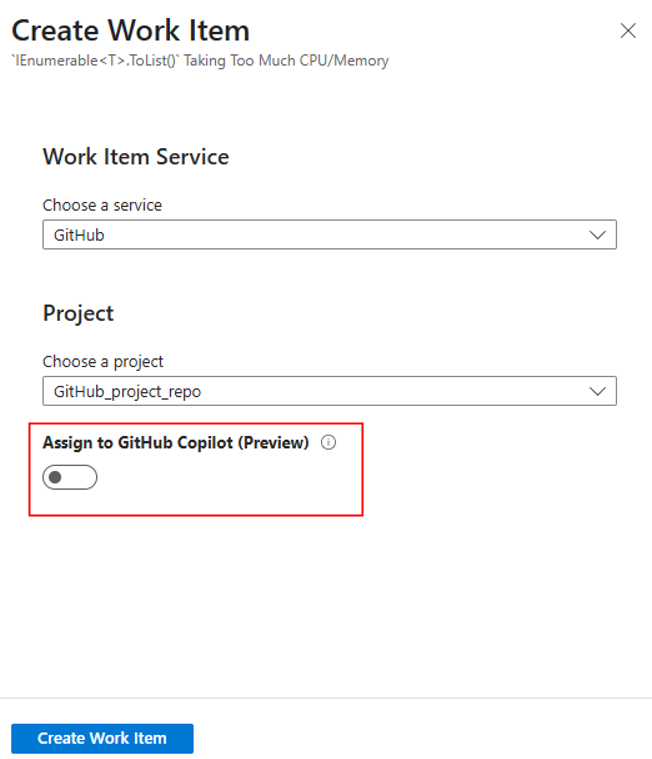 Create Work Item
`IEnumerable<T>.ToList()` Taking Too Much CPU/Memory
Work Item Service
Choose a service
GitHub
Project
Choose a project
GitHub_project_repo
Assign to GitHub Copilot (Preview)
Create Work Item